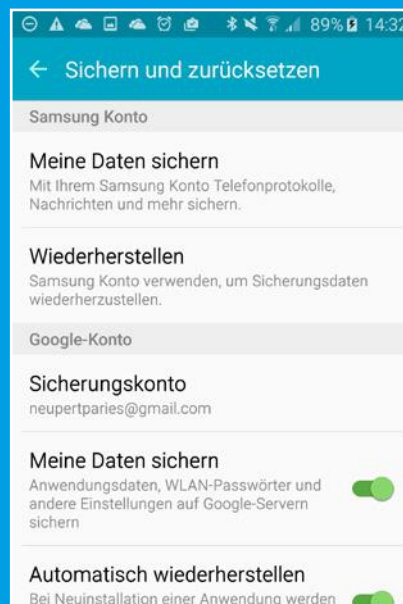 89% 14:32
Sichern und zurücksetzen
Samsung Konto
Meine Daten sichern
Mit Ihrem Samsung Konto Telefonprotokolle,
Nachrichten und mehr sichern.
Wiederherstellen
Samsung Konto verwenden, um Sicherungsdaten
wiederherzustellen.
Google-Konto
Sicherungskonto
neupertparies@gmail.com
Meine Daten sichern
Anwendungsdaten, WLAN-Passwörter und
andere Einstellungen auf Google-Servern
sichern
Automatisch wiederherstellen
Bei Neuinstallation einer Anwendung werden